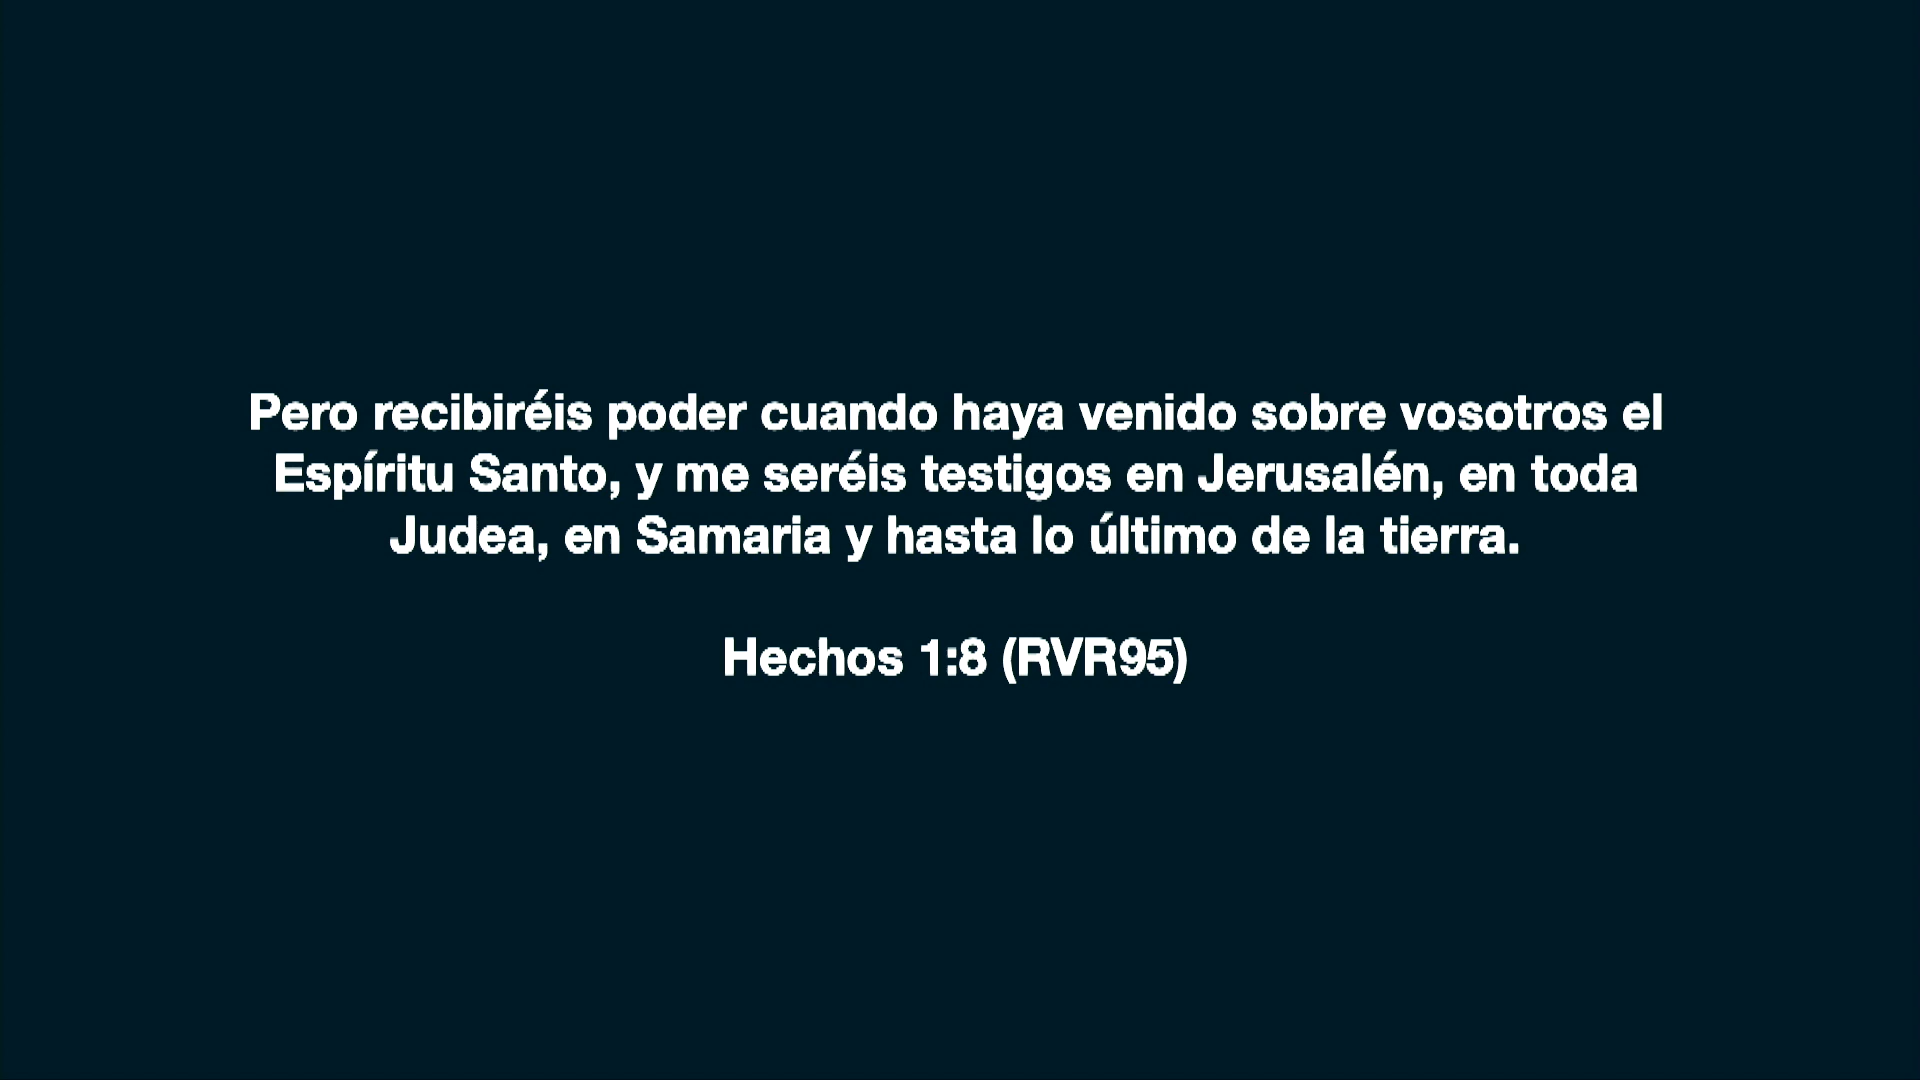 Pero recibiréis poder cuando haya venido sobre vosotros el
Espíritu Santo, y me seréis testigos en Jerusalén, en toda
Judea, en Samaria y hasta lo último de la tierra.
Hechos 1:8 (RVR95)